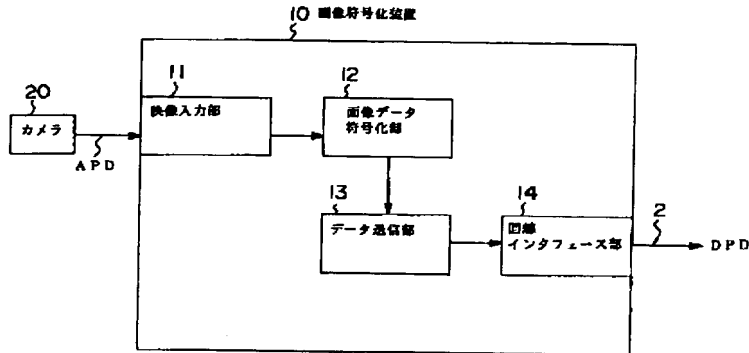 10 画像符号化装置
11
映像入力部
12
画像データ
符号化部
20
カメラ
APD
13
データ送信部
14
回線
インタフェース部
2
DPD